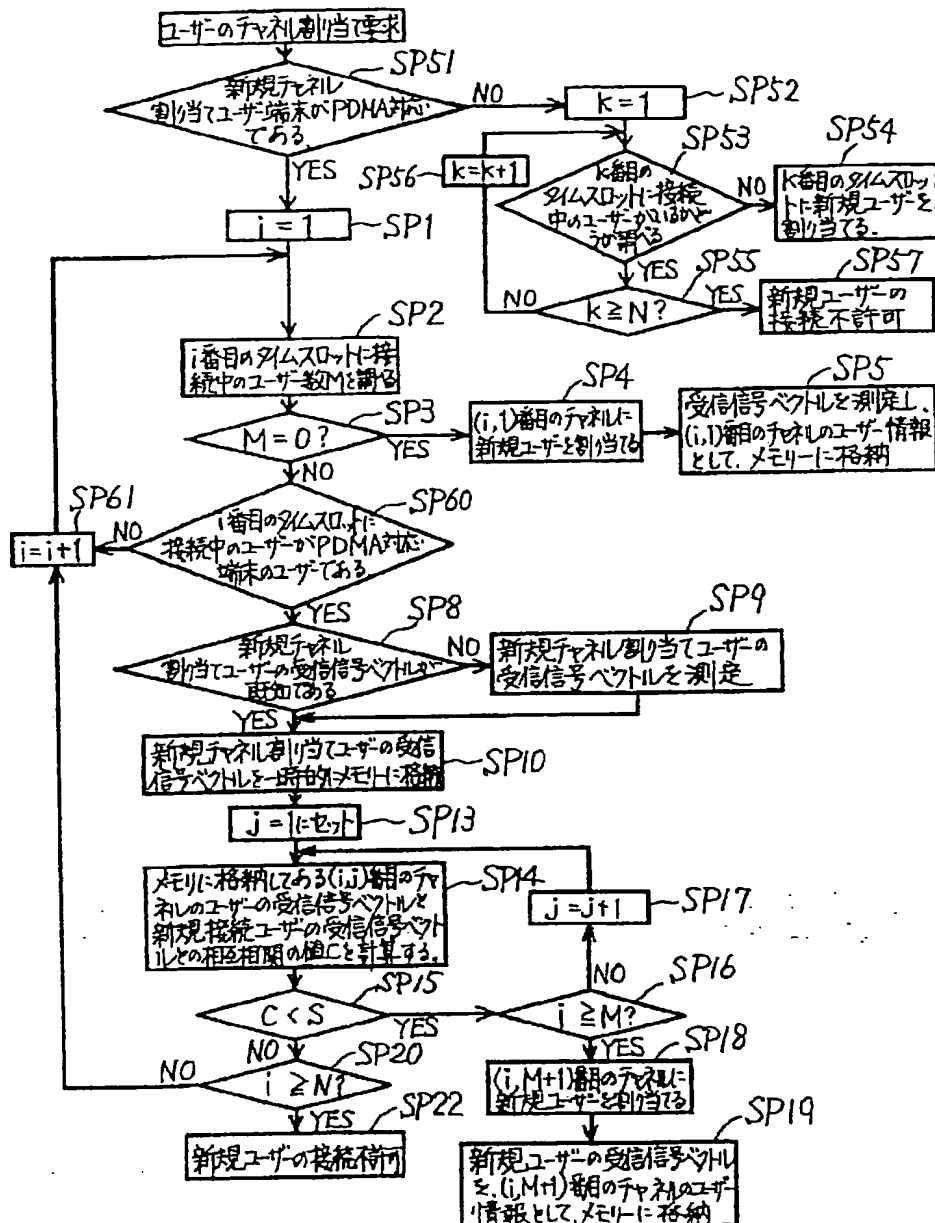 ユーザーのチャネル割り当て要求
SP51
新規チャネル
割り当てユーザー端末がPDMA対応
である
NO
YES
k=1
SP52
SP53
k番目の
タイムスロットに接続
中のユーザーがいるかど
うか調べる
NO
YES
SP54
k番目のタイムスロッ
トに新規ユーザーを
割り当てる.
SP56
k=k+1
SP55
k≧N?
NO
YES
SP57
新規ユーザーの
接続不許可
i=1
SP1
SP2
i番目のタイムスロットに接
続中のユーザー数Mを調べる
SP3
M=0?
YES
NO
SP4
(i,1)番目のチャネルに
新規ユーザーを割り当てる
SP5
受信信号ベクトルを測定し、
(i,1)番目のチャネルのユーザー情報
として、メモリーに格納
SP61
i=i+1
NO
SP60
i番目のタイムスロットに
接続中のユーザーがPDMA対応
端末のユーザーである
YES
SP8
新規チャネル
割り当てユーザーの受信信号ベクトルが
既知である
NO
YES
SP9
新規チャネル割り当てユーザーの
受信信号ベクトルを測定
新規チャネル割り当てユーザーの受信
信号ベクトルを一時的にメモリーに格納
SP10
j=1にセット
SP13
メモリに格納してある(i,j)番目のチャ
ネルのユーザーの受信信号ベクトルと
新規接続ユーザーの受信信号ベクト
ルとの相互相関の値Cを計算する。
SP14
j=j+1
SP17
SP15
C<S
YES
NO
SP16
j≧M?
NO
YES
SP20
i≧N?
NO
YES
SP18
(i,M+1)番目のチャネルに
新規ユーザーを割り当てる
SP22
新規ユーザーの接続不許可
SP19
新規ユーザーの受信信号ベクトル
を、(i,M+1)番目のチャネルのユーザー
情報として、メモリーに格納